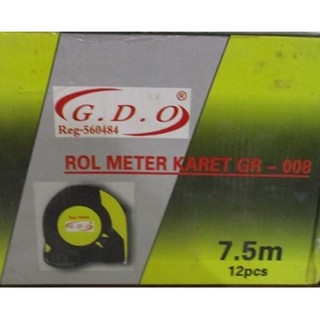 G.D.O®
Reg-560484
ROL METER KARET GR - 008
G.D.O
7.5m
12pcs